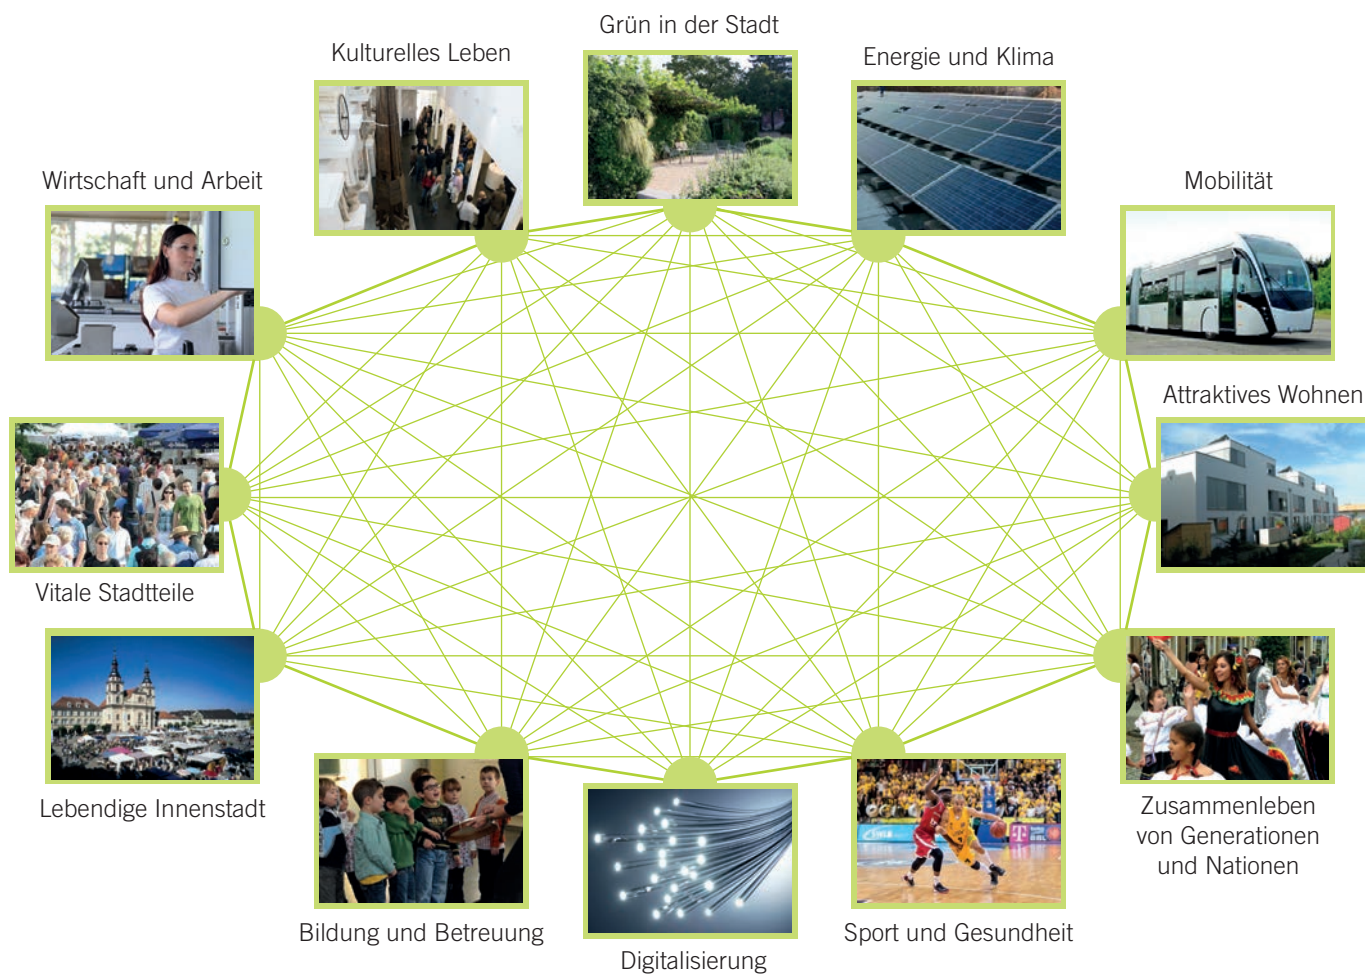 Grün in der Stadt
Kulturelles Leben
Energie und Klima
Wirtschaft und Arbeit
Mobilität
Attraktives Wohnen
Vitale Stadtteile
Lebendige Innenstadt
Zusammenleben
von Generationen
und Nationen
Bildung und Betreuung
Sport und Gesundheit
Digitalisierung